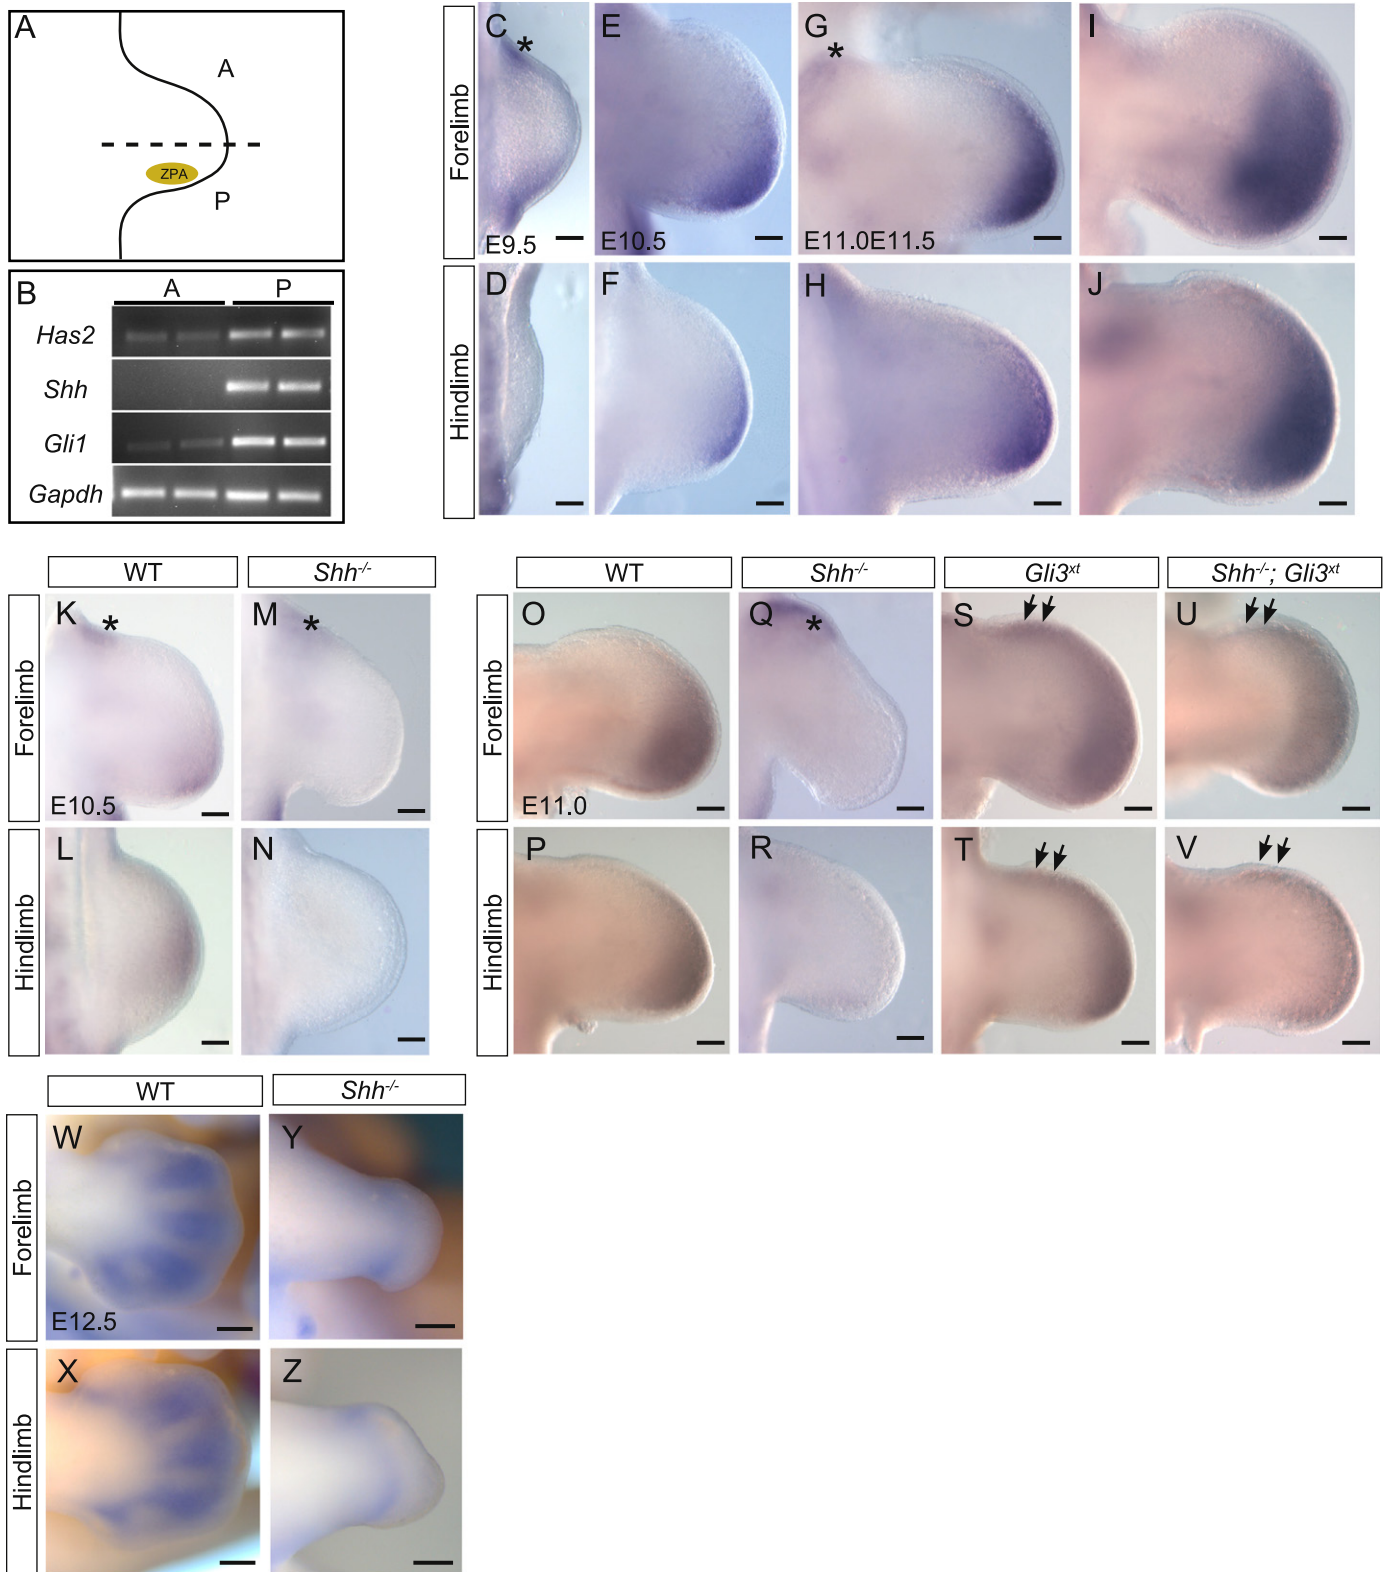 A
A
ZPA
P
B
A
P
Has2
Shh
Gli1
Gapdh
Forelimb
C
*
E9.5
E
E10.5
G
*
E11.0E11.5
I
Hindlimb
D
F
H
J
WT
Shh-/-
Forelimb
K
*
E10.5
M
*
Hindlimb
L
N
WT
Shh-/-
Gli3xt
Shh-/-; Gli3xt
Forelimb
O
E11.0
Q
*
S
U
Hindlimb
P
R
T
V
WT
Shh-/-
Forelimb
W
E12.5
Y
Hindlimb
X
Z